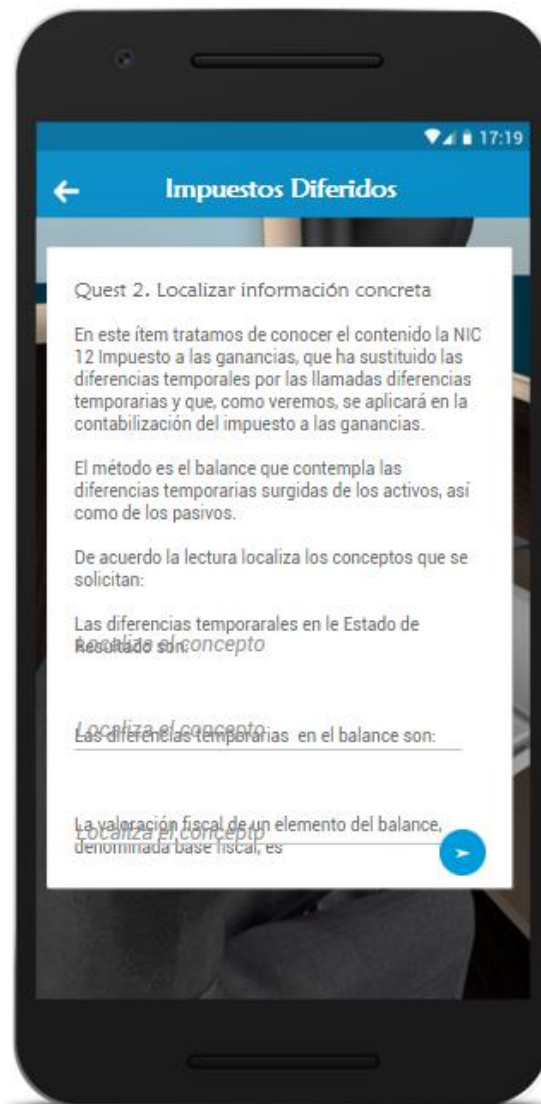 17:19
Impuestos Diferidos
Quest 2. Localizar información concreta
En este ítem tratamos de conocer el contenido la NIC
12 Impuesto a las ganancias, que ha sustituido las
diferencias temporales por las llamadas diferencias
temporarias y que, como veremos, se aplicará en la
contabilización del impuesto a las ganancias.
El método es el balance que contempla las
diferencias temporarias surgidas de los activos, así
como de los pasivos.
De acuerdo la lectura localiza los conceptos que se
solicitan:
Las diferencias temporarales en le Estado de
Resultado son:
Localiza el concepto
Localiza el concepto
Las diferencias temporarias en el balance son:
La valoración fiscal de un elemento del balance,
Localiza el concepto
denominada base fiscal, es